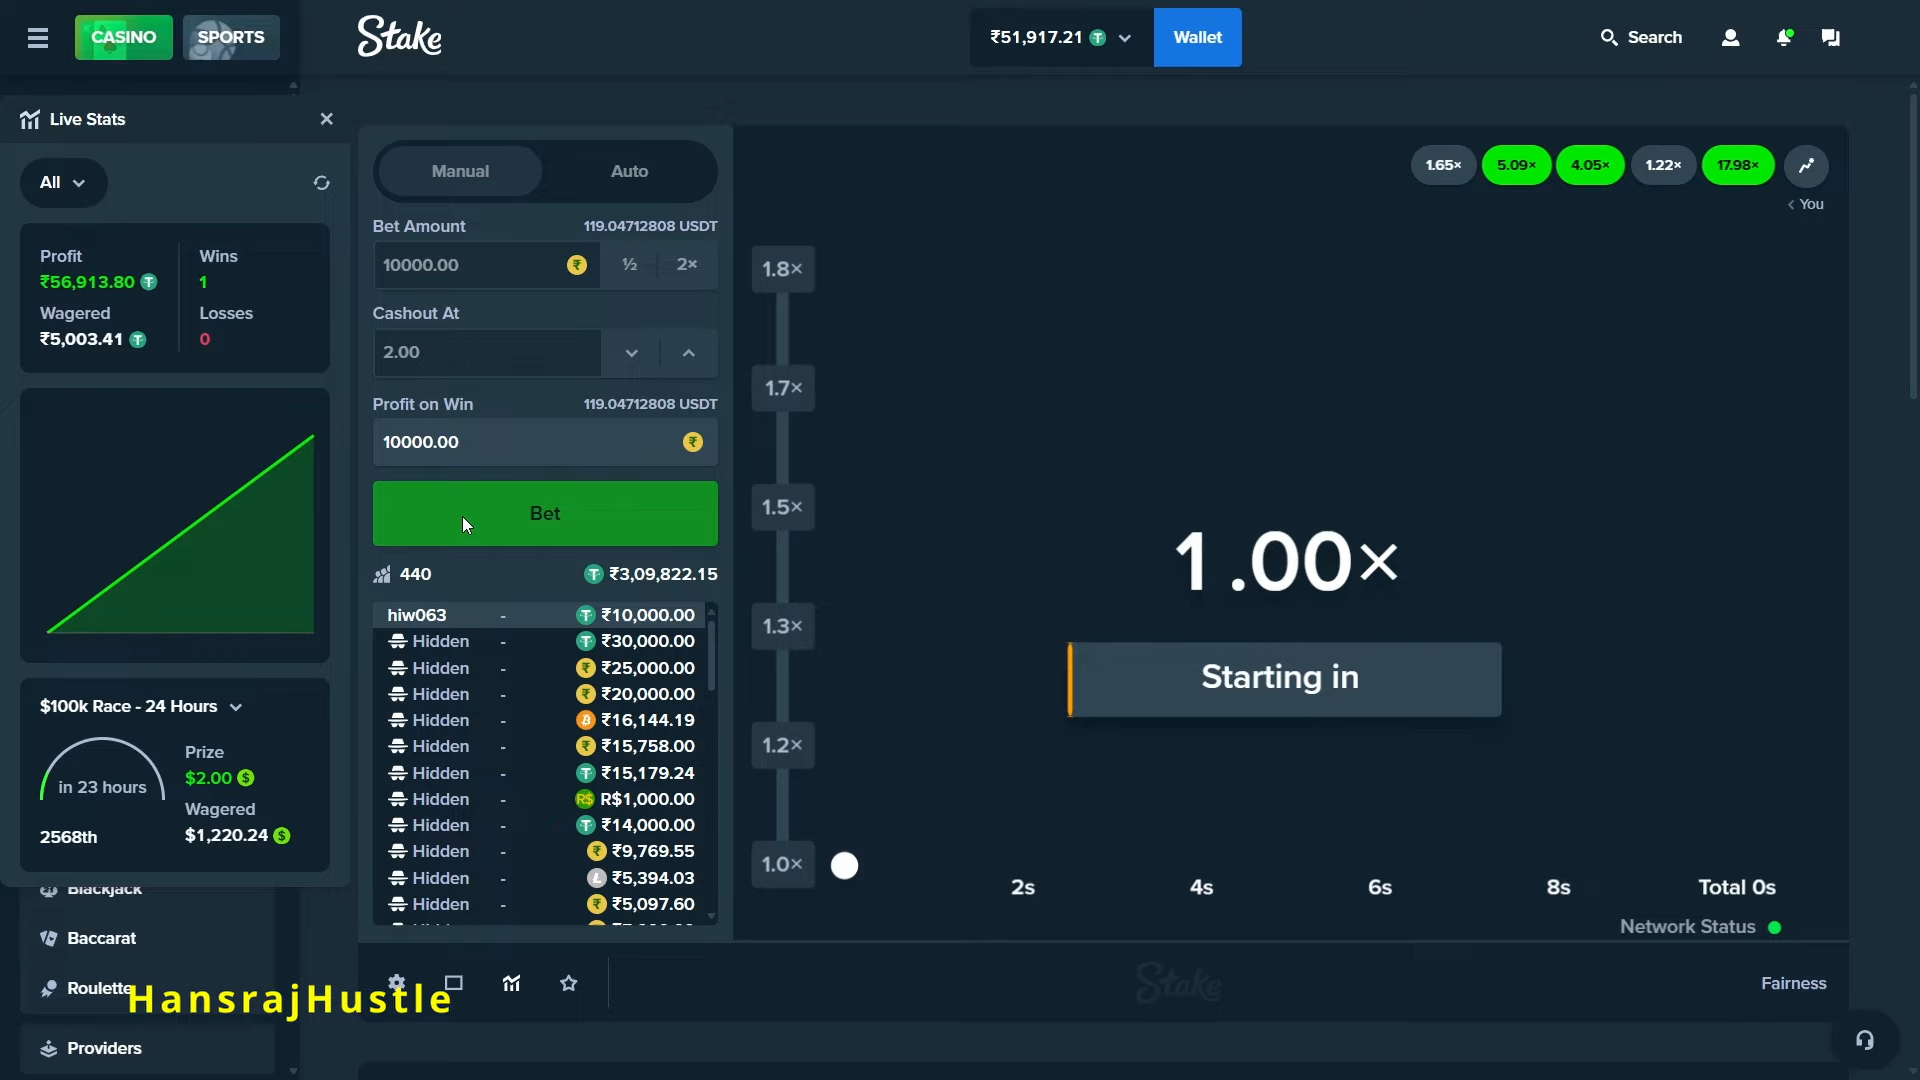 CASINO
SPORTS
Stake
₹51,917.21
Wallet
Search
Live Stats
All
Profit
₹56,913.80
Wins
1
Wagered
₹5,003.41
Losses
0
$100k Race - 24 Hours
in 23 hours
Prize
$2.00
Wagered
$1,220.24
2568th
Blackjack
Baccarat
Roulette
Providers
HansrajHustle
Manual
Auto
Bet Amount
119.04712808 USDT
10000.00
½
2×
Cashout At
2.00
Profit on Win
119.04712808 USDT
10000.00
Bet
440
₹3,09,822.15
hiw063 - ₹10,000.00
Hidden - ₹30,000.00
Hidden - ₹25,000.00
Hidden - ₹20,000.00
Hidden - ₹16,144.19
Hidden - ₹15,758.00
Hidden - ₹15,179.24
Hidden - R$1,000.00
Hidden - ₹14,000.00
Hidden - ₹9,769.55
Hidden - ₹5,394.03
Hidden - ₹5,097.60
1.65×
5.09×
4.05×
1.22×
17.98×
You
1.8×
1.7×
1.5×
1.3×
1.2×
1.0×
1.00×
Starting in
2s
4s
6s
8s
Total 0s
Network Status
Stake
Fairness